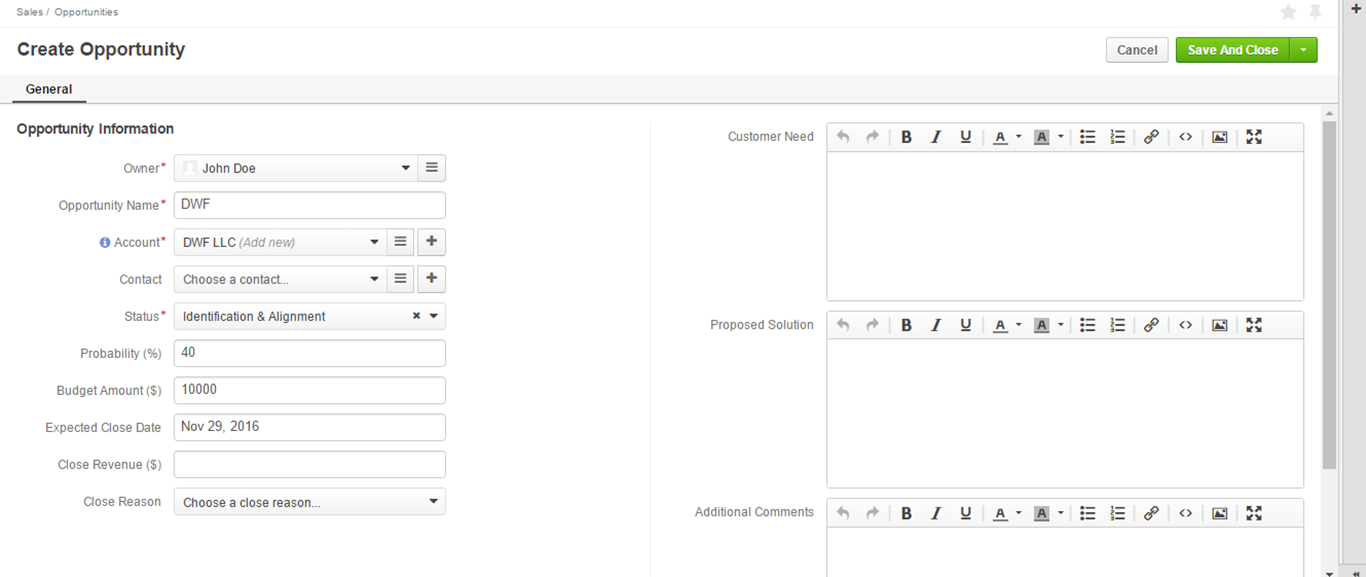 Sales / Opportunities
Create Opportunity
Cancel
Save And Close
General
Opportunity Information
Owner* John Doe
Opportunity Name* DWF
Account* DWF LLC (Add new)
Contact Choose a contact...
Status* Identification & Alignment
Probability (%) 40
Budget Amount ($) 10000
Expected Close Date Nov 29, 2016
Close Revenue ($)
Close Reason Choose a close reason...
Customer Need B I U A A
Proposed Solution B I U A A
Additional Comments B I U A A